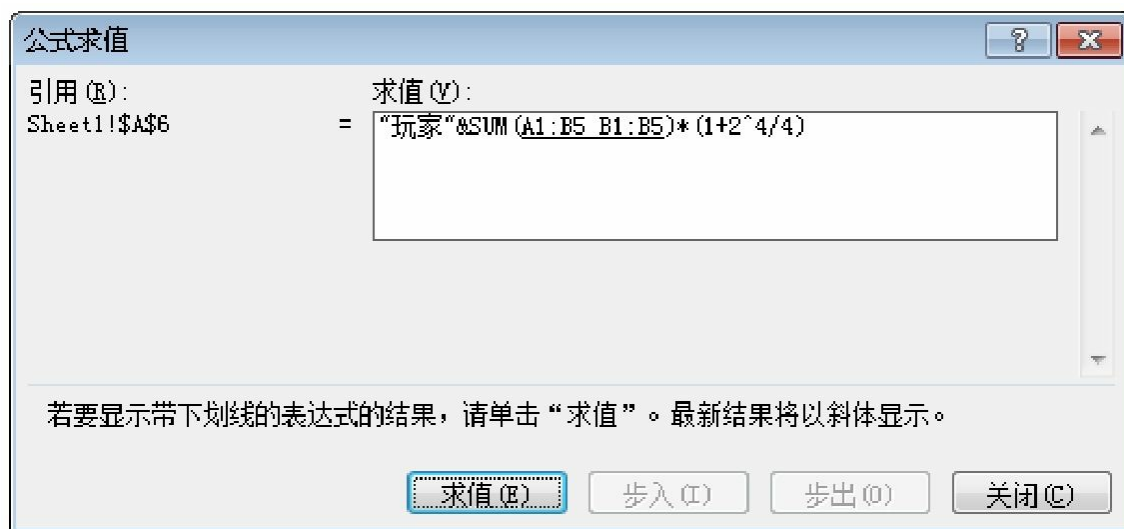 公式求值
引用(R):
求值(V):
Sheet1!$A$6
=
"玩家"&SUM(A1:B5 B1:B5)*(1+2^4/4)
若要显示带下划线的表达式的结果，请单击“求值”。最新结果将以斜体显示。
求值(E)
步入(I)
步出(O)
关闭(C)